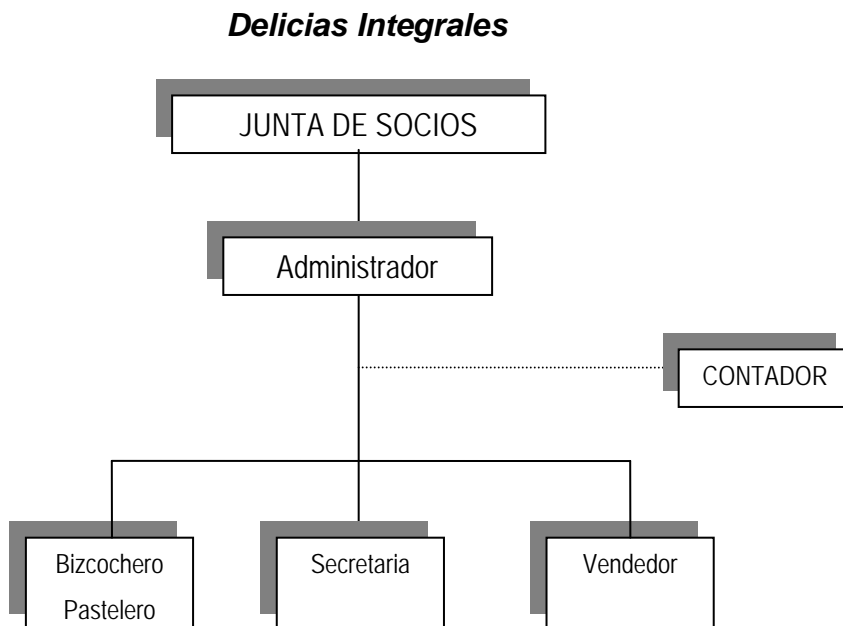 Delicias Integrales
JUNTA DE SOCIOS
Administrador
CONTADOR
Bizcochero
Pastelero
Secretaria
Vendedor